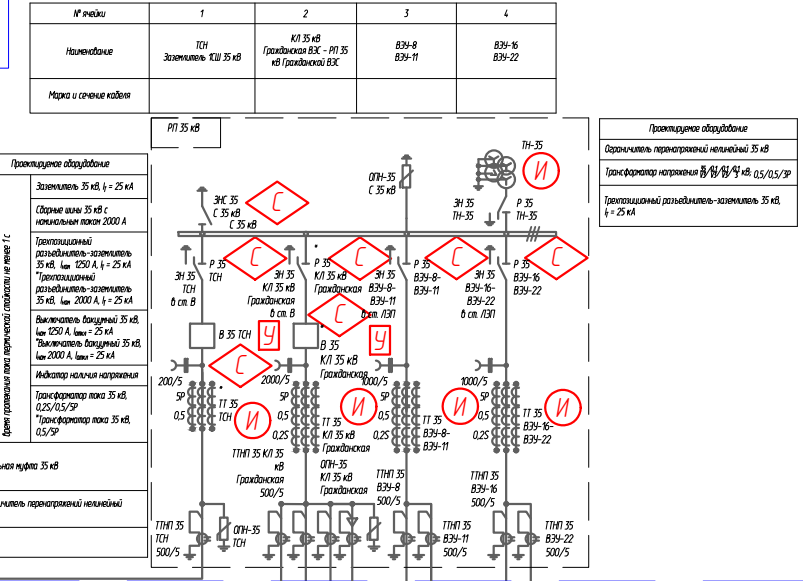 № ячейки
1
2
3
4
Наименование
ТСН
Заземлитель 1СШ 35 кВ
КЛ 35 кВ
Гражданская ВЭС - РП 35
кВ Гражданской ВЭС
ВЭУ-8
ВЭУ-11
ВЭУ-16
ВЭУ-22
Марка и сечение кабеля
РП 35 кВ
Проектируемое оборудование
Заземлитель 35 кВ, Iт = 25 кА
Сборные шины 35 кВ с
номинальным током 2000 А
Трехпозиционный
разъединитель-заземлитель
35 кВ, Iном 1250 А, Iт = 25 кА
*Трехпозиционный
разъединитель-заземлитель
35 кВ, Iном 2000 А, Iт = 25 кА
Выключатель вакуумный 35 кВ,
Iном 1250 А, Iоткл = 25 кА
*Выключатель вакуумный 35 кВ,
Iном 2000 А, Iоткл = 25 кА
Индикатор наличия напряжения
Трансформатор тока 35 кВ,
0,2S/0,5/5Р
*Трансформатор тока 35 кВ,
0,5/5Р
Время протекания тока термической стойкости не менее 1 с
муфта 35 кВ
перенапряжений нелинейный
Проектируемое оборудование
Ограничитель перенапряжений нелинейный 35 кВ
Трансформатор напряжения
кВ; 0,5/0,5/3Р
Трехпозиционный разъединитель-заземлитель 35 кВ,
Iт = 25 кА
ЗНС 35
С 35 кВ
С 35 кВ
С
ОПН-35
С 35 кВ
ТН-35
И
ЗН 35
ТН-35
Р 35
ТН-35
ЗН 35
ТСН
в ст. В
Р 35
ТСН
С
ЗН 35
КЛ 35 кВ
Гражданская
в ст. В
Р 35
КЛ 35 кВ
Гражданская
С
ЗН 35
ВЭУ-8-
ВЭУ-11
в ст. ЛЭП
Р 35
ВЭУ-8-
ВЭУ-11
С
ЗН 35
ВЭУ-16-
ВЭУ-22
в ст. ЛЭП
Р 35
ВЭУ-16
ВЭУ-22
С
С
В 35 ТСН
У
В 35
КЛ 35 кВ
Гражданская
У
С
200/5
5Р
0,5
ТТ 35
ТСН
И
2000/5
5Р
0,5
0,2S
ТТ 35
КЛ 35 кВ
Гражданская
И
1000/5
5Р
0,5
0,2S
ТТ 35
ВЭУ-8-
ВЭУ-11
И
1000/5
5Р
0,5
0,2S
ТТ 35
ВЭУ-16-
ВЭУ-22
И
ТТНП 35 КЛ 35
кВ
Гражданская
500/5
ОПН-35
КЛ 35 кВ
Гражданская
ТТНП 35
ВЭУ-8
500/5
ТТНП 35
ВЭУ-16
500/5
ТТНП 35
ТСН
500/5
ОПН-35
ТСН
ТТНП 35
ВЭУ-11
500/5
ТТНП 35
ВЭУ-22
500/5